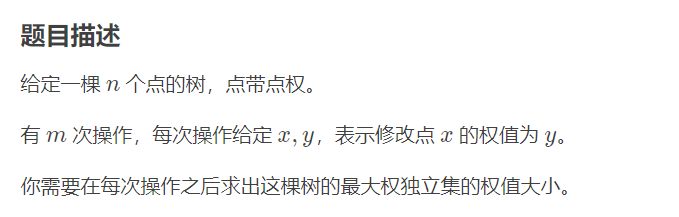 题目描述
给定一棵 n 个点的树，点带点权。
有 m 次操作，每次操作给定 x, y，表示修改点 x 的权值为 y。
你需要在每次操作之后求出这棵树的最大权独立集的权值大小。